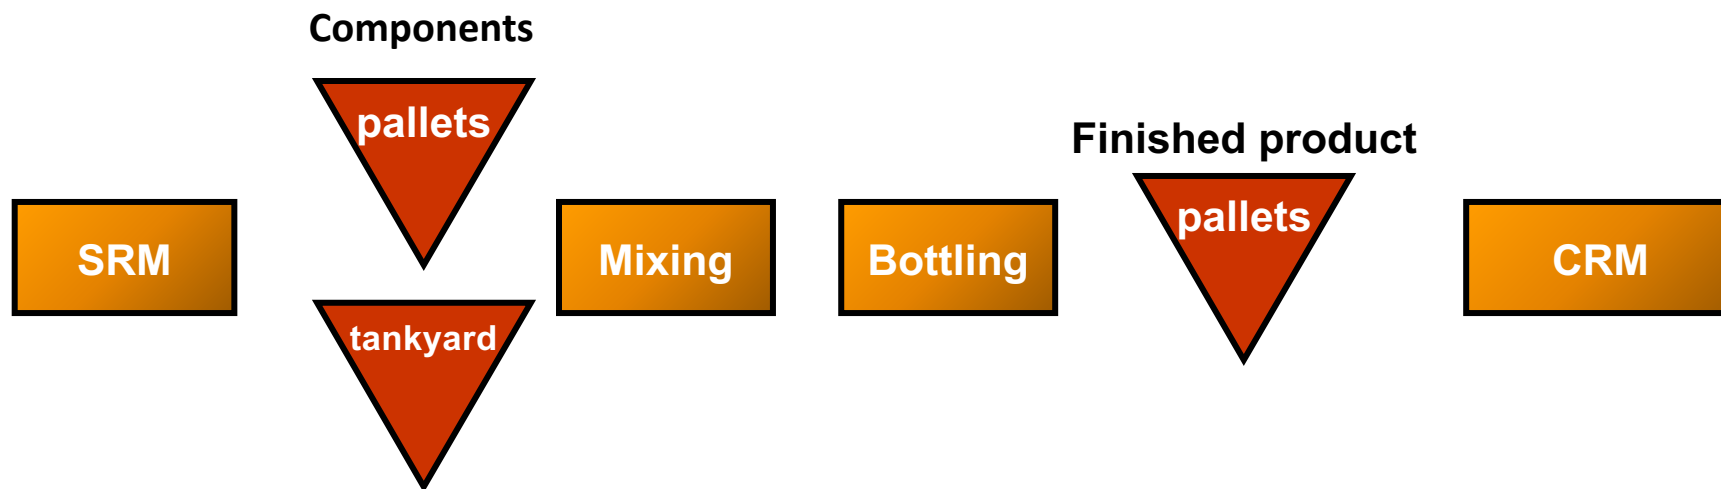 Components
pallets
Finished product
pallets
SRM
Mixing
Bottling
CRM
tankyard